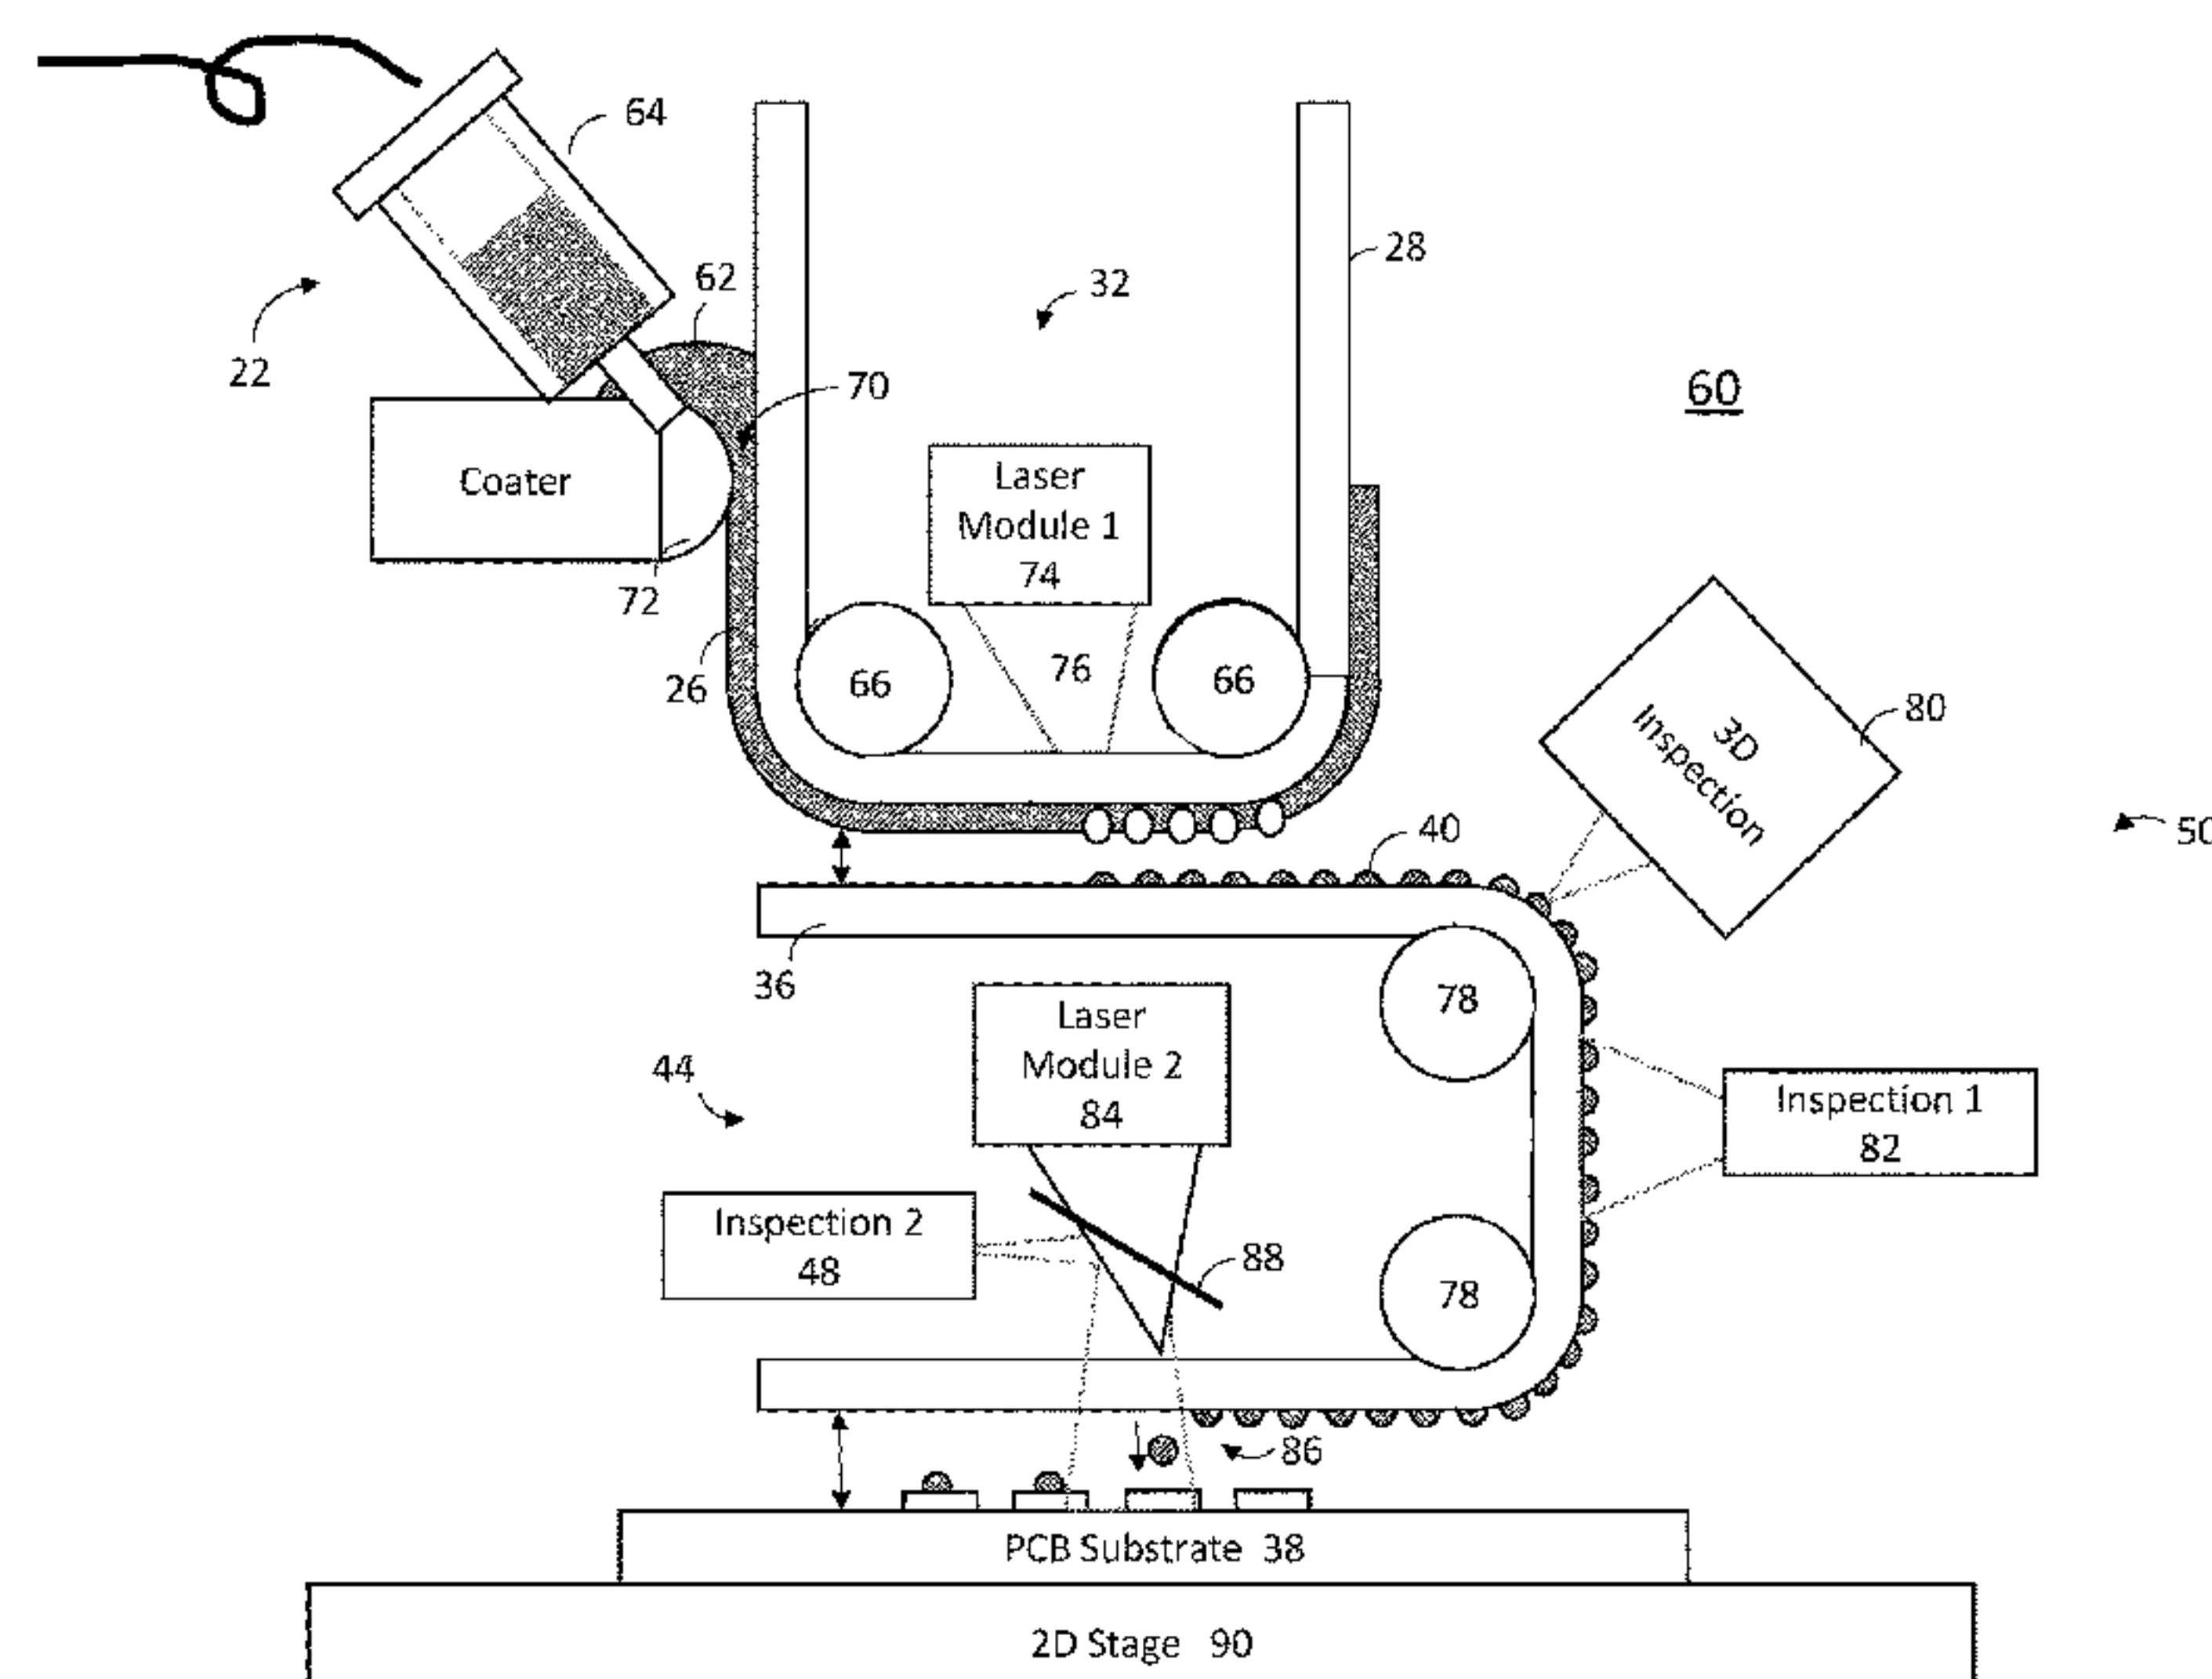 64
62
28
32
22
70
60
Coater
Laser
Module 1
74
72
76
66
66
26
80
3D
Inspection
40
50
36
78
Laser
Module 2
84
44
Inspection 1
82
Inspection 2
48
88
78
86
PCB Substrate 38
2D Stage 90